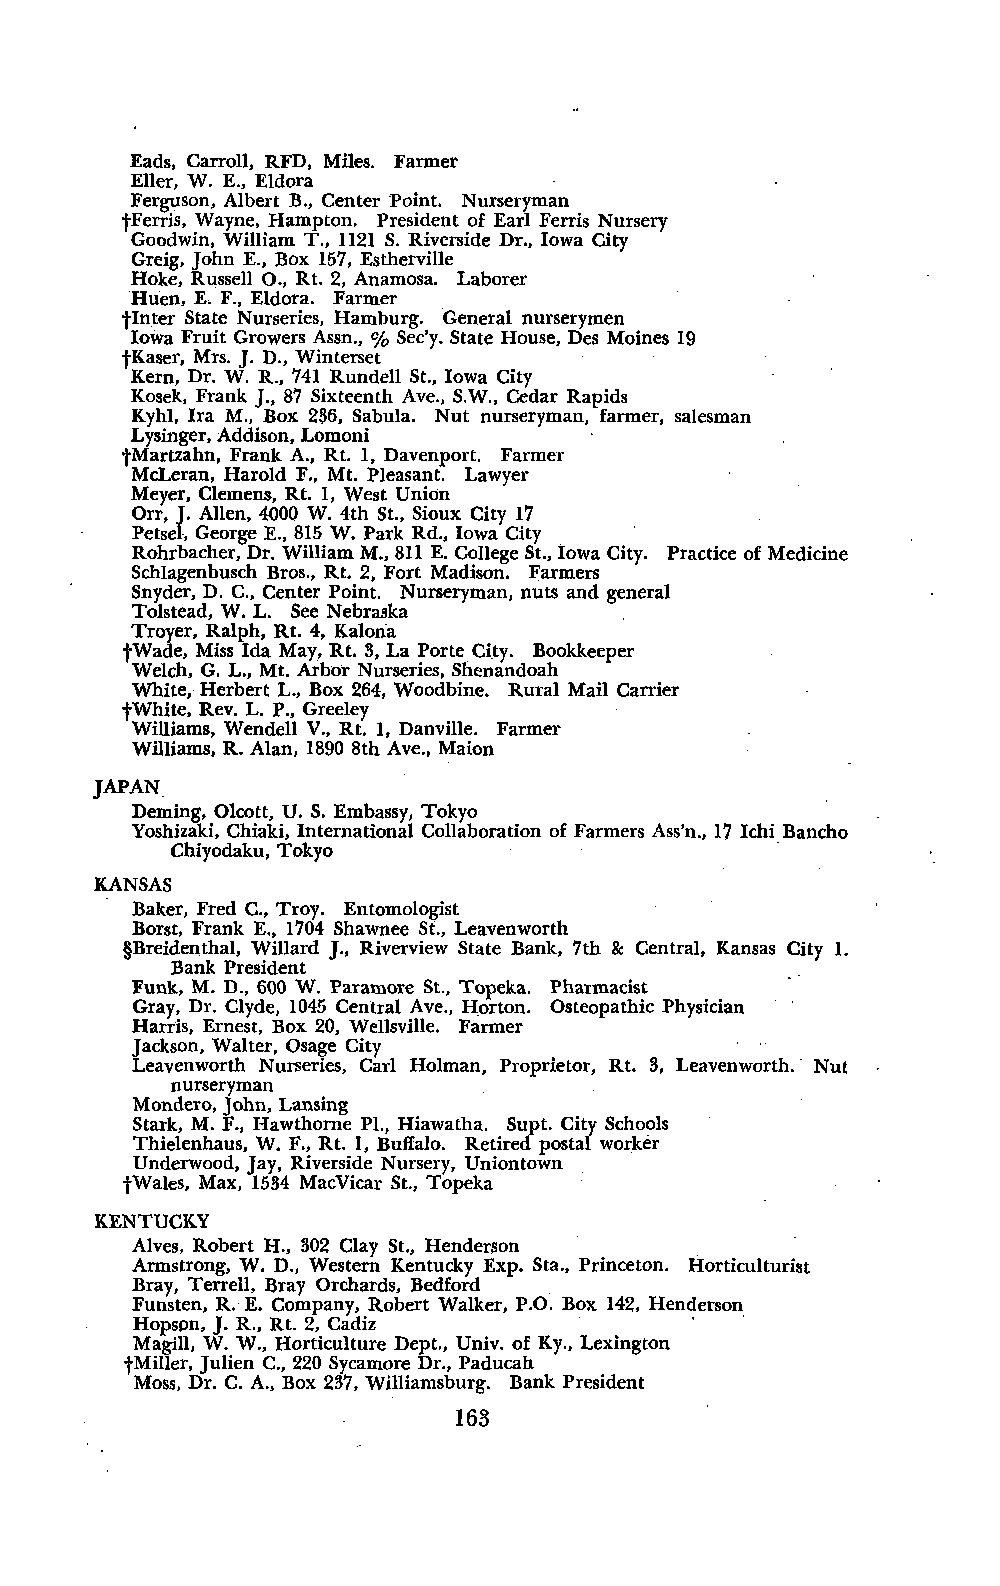 Eads, Carroll, RFD, Miles. Farmer
Eller, W. E., Eldora
Ferguson, Albert B., Center Point. Nurseryman
†Ferris, Wayne, Hampton. President of Earl Ferris Nursery
Goodwin, William T., 1121 S. Riverside Dr., Iowa City
Greig, John E., Box 157, Estherville
Hoke, Russell O., Rt. 2, Anamosa. Laborer
Huen, E. F., Eldora. Farmer
†Inter State Nurseries, Hamburg. General nurserymen
Iowa Fruit Growers Assn., % Sec'y. State House, Des Moines 19
†Kaser, Mrs. J. D., Winterset
Kern, Dr. W. R., 741 Rundell St., Iowa City
Kosek, Frank J., 87 Sixteenth Ave., S.W., Cedar Rapids
Kyhl, Ira M., Box 236, Sabula. Nut nurseryman, farmer, salesman
Lysinger, Addison, Lomoni
†Martzahn, Frank A., Rt. 1, Davenport. Farmer
McLeran, Harold F., Mt. Pleasant. Lawyer
Meyer, Clemens, Rt. 1, West Union
Orr, J. Allen, 4000 W. 4th St., Sioux City 17
Petsel, George E., 815 W. Park Rd., Iowa City
Rohrbacher, Dr. William M., 811 E. College St., Iowa City. Practice of Medicine
Schlagenbusch Bros., Rt. 2, Fort Madison. Farmers
Snyder, D. C., Center Point. Nurseryman, nuts and general
Tolstead, W. L. See Nebraska
Troyer, Ralph, Rt. 4, Kalona
†Wade, Miss Ida May, Rt. 3, La Porte City. Bookkeeper
Welch, G. L., Mt. Arbor Nurseries, Shenandoah
White, Herbert L., Box 264, Woodbine. Rural Mail Carrier
†White, Rev. L. P., Greeley
Williams, Wendell V., Rt. 1, Danville. Farmer
Williams, R. Alan, 1890 8th Ave., Maion
JAPAN
Deming, Olcott, U. S. Embassy, Tokyo
Yoshizaki, Chiaki, International Collaboration of Farmers Ass'n., 17 Ichi Bancho
Chiyodaku, Tokyo
KANSAS
Baker, Fred C., Troy. Entomologist
Borst, Frank E., 1704 Shawnee St., Leavenworth
§Breidenthal, Willard J., Riverview State Bank, 7th & Central, Kansas City 1.
Bank President
Funk, M. D., 600 W. Paramore St., Topeka. Pharmacist
Gray, Dr. Clyde, 1045 Central Ave., Horton. Osteopathic Physician
Harris, Ernest, Box 20, Wellsville. Farmer
Jackson, Walter, Osage City
Leavenworth Nurseries, Carl Holman, Proprietor, Rt. 3, Leavenworth. Nut
nurseryman
Mondero, John, Lansing
Stark, M. F., Hawthorne Pl., Hiawatha. Supt. City Schools
Thielenhaus, W. F., Rt. 1, Buffalo. Retired postal worker
Underwood, Jay, Riverside Nursery, Uniontown
†Wales, Max, 1534 MacVicar St., Topeka
KENTUCKY
Alves, Robert H., 302 Clay St., Henderson
Armstrong, W. D., Western Kentucky Exp. Sta., Princeton. Horticulturist
Bray, Terrell, Bray Orchards, Bedford
Funsten, R. E. Company, Robert Walker, P.O. Box 142, Henderson
Hopson, J. R., Rt. 2, Cadiz
Magill, W. W., Horticulture Dept., Univ. of Ky., Lexington
†Miller, Julien C., 220 Sycamore Dr., Paducah
Moss, Dr. C. A., Box 237, Williamsburg. Bank President
163